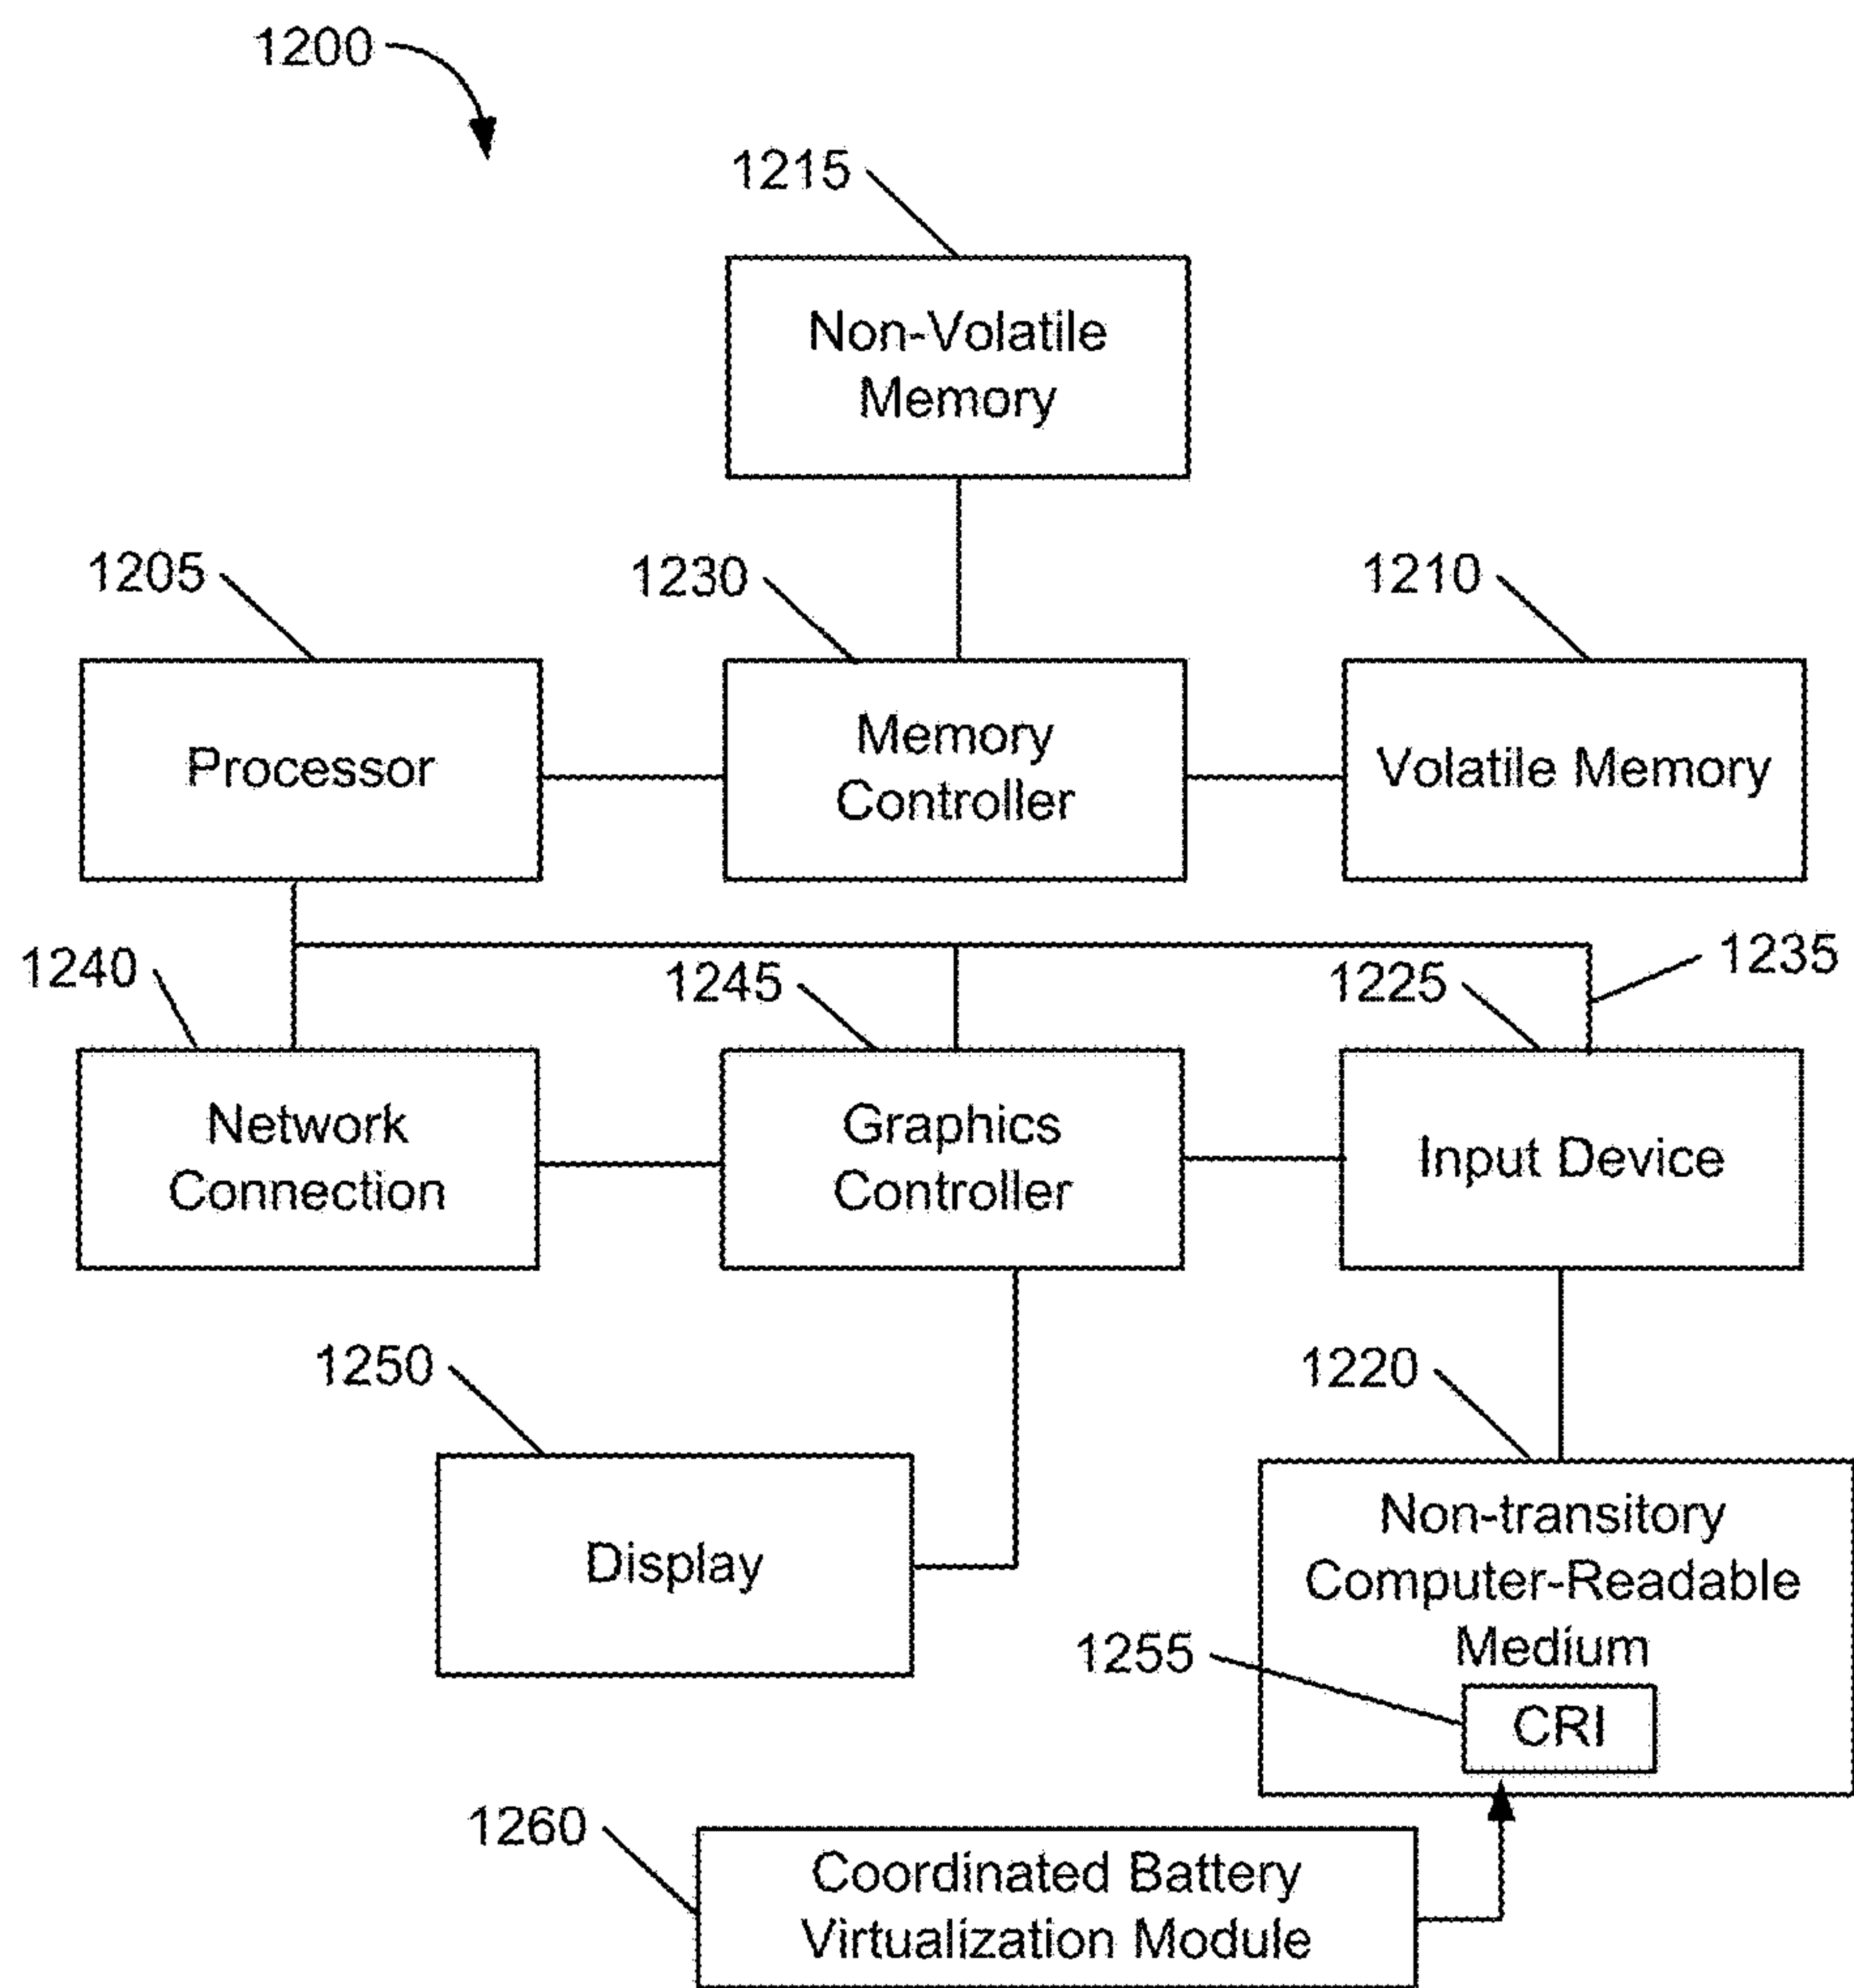 1200
1215
Non-Volatile
Memory
1205
1230
1210
Processor
Memory
Controller
Volatile Memory
1240
1245
1225
1235
Network
Connection
Graphics
Controller
Input Device
1250
1220
Display
Non-transitory
Computer-Readable
Medium
1255
CRI
1260
Coordinated Battery
Virtualization Module